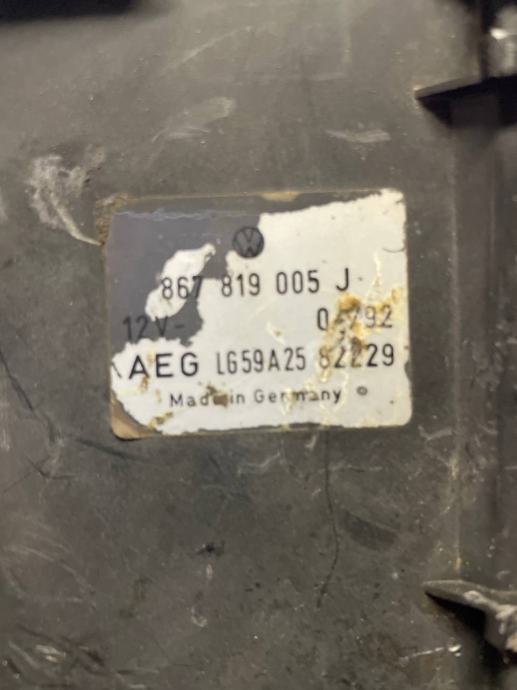 867 819 005 J
12V-
AEG LG59A25 82229
Made in Germany